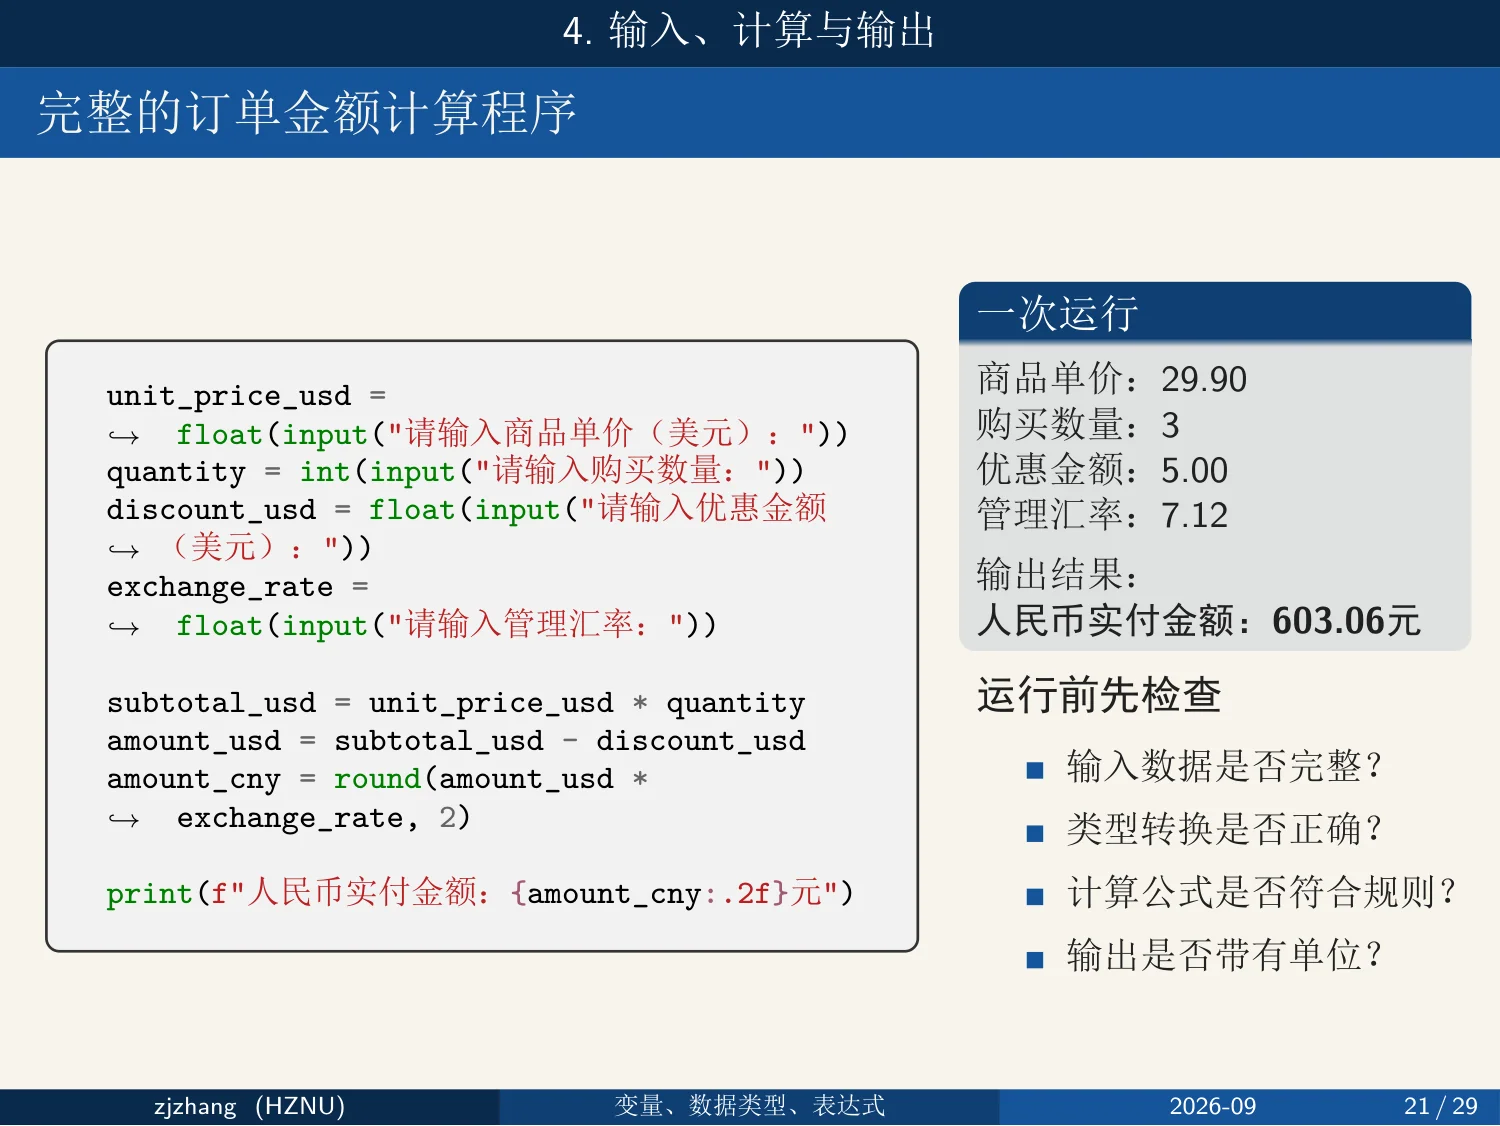 4. 输入、计算与输出
完整的订单金额计算程序
unit_price_usd =
↪ float(input("请输入商品单价（美元）："))
quantity = int(input("请输入购买数量："))
discount_usd = float(input("请输入优惠金额
↪ （美元）："))
exchange_rate =
↪ float(input("请输入管理汇率："))
subtotal_usd = unit_price_usd * quantity
amount_usd = subtotal_usd - discount_usd
amount_cny = round(amount_usd *
↪ exchange_rate, 2)
print(f"人民币实付金额：{amount_cny:.2f}元")
一次运行
商品单价：29.90
购买数量：3
优惠金额：5.00
管理汇率：7.12
输出结果：
人民币实付金额：603.06元
运行前先检查
■ 输入数据是否完整？
■ 类型转换是否正确？
■ 计算公式是否符合规则？
■ 输出是否带有单位？
zjzhang (HZNU)
变量、数据类型、表达式
2026-09
21 / 29